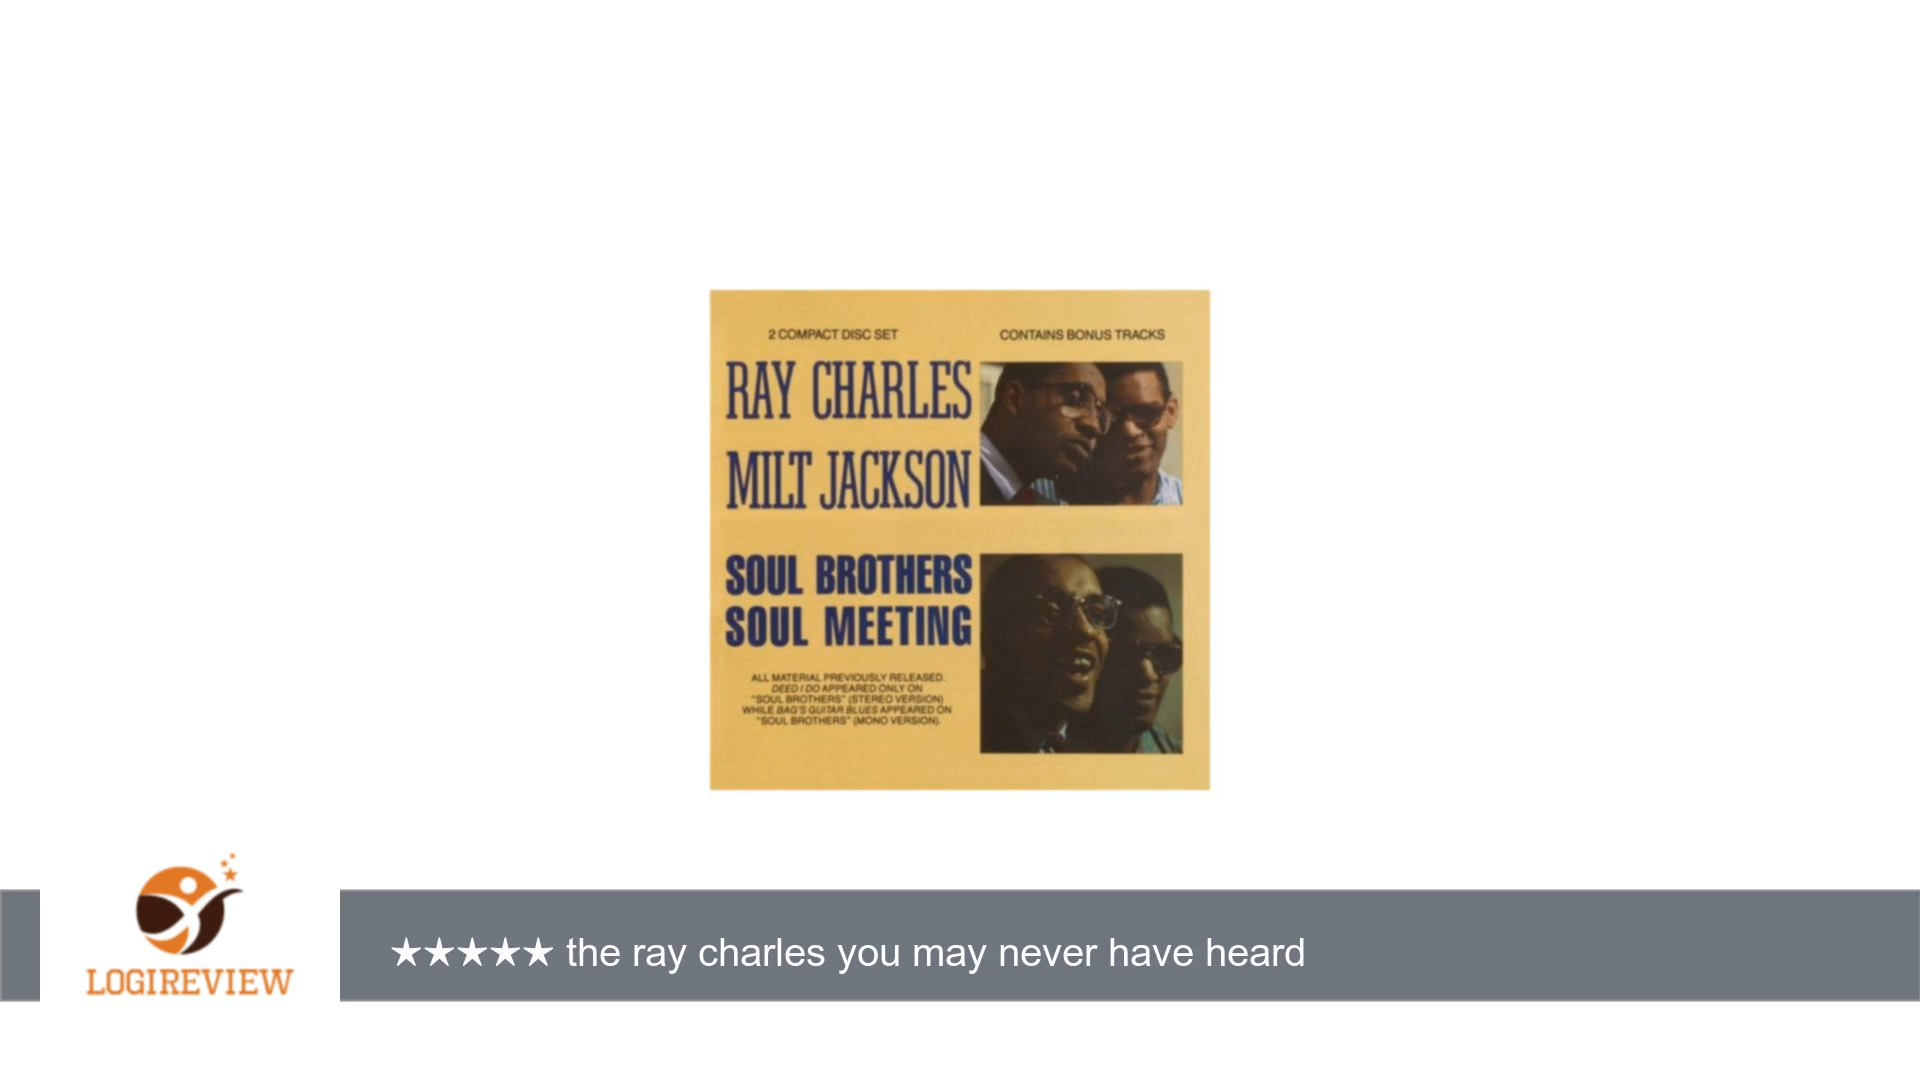 2 COMPACT DISC SET
CONTAINS BONUS TRACKS
RAY CHARLES
MILT JACKSON
SOUL BROTHERS
SOUL MEETING
ALL MATERIAL PREVIOUSLY RELEASED.
DEED I DO APPEARED ONLY ON
"SOUL BROTHERS" (STEREO VERSION)
WHILE BAG'S GUITAR BLUES APPEARED ON
"SOUL BROTHERS" (MONO VERSION).
LOGIREVIEW
★★★★★ the ray charles you may never have heard